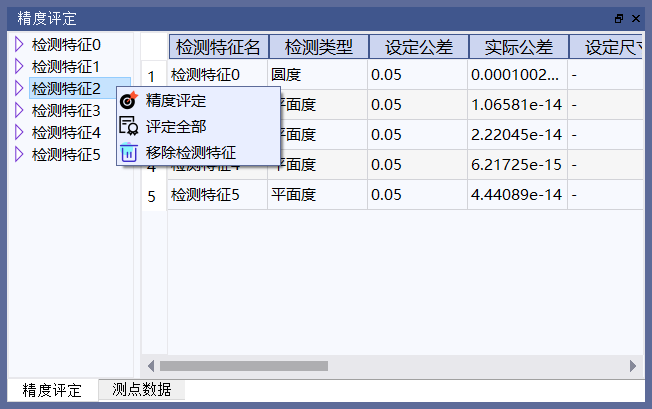 精度评定
检测特征0
检测特征1
检测特征2
检测特征3
检测特征4
检测特征5
精度评定
评定全部
移除检测特征
检测特征名 检测类型 设定公差 实际公差 设定尺寸
1 检测特征0 圆度 0.05 0.0001002... -
平面度 0.05 1.06581e-14 -
平面度 0.05 2.22045e-14 -
4 检测特征4 平面度 0.05 6.21725e-15 -
5 检测特征5 平面度 0.05 4.44089e-14 -
精度评定 测点数据